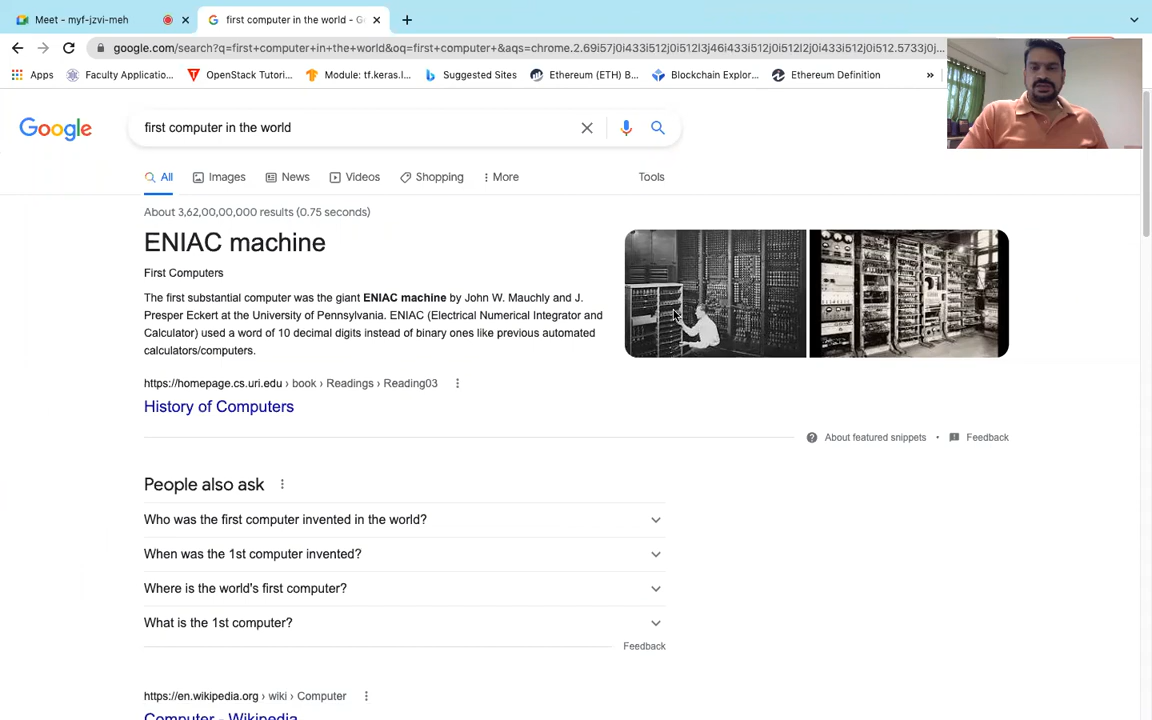 Meet - myf-jzvi-meh
first computer in the world - G
google.com/search?q=first+computer+in+the+world&oq=first+computer+&aqs=chrome.2.69i57j0i433i512j0i512l3j46i433i512j0i512l2j0i433i512j0i512.5733j0j...
Apps Faculty Applicatio... OpenStack Tutori... Module: tf.keras.l... Suggested Sites Ethereum (ETH) B... Blockchain Explor... Ethereum Definition »
Google first computer in the world
All Images News Videos Shopping More Tools
About 3,62,00,00,000 results (0.75 seconds)
ENIAC machine
First Computers
The first substantial computer was the giant ENIAC machine by John W. Mauchly and J.
Presper Eckert at the University of Pennsylvania. ENIAC (Electrical Numerical Integrator and
Calculator) used a word of 10 decimal digits instead of binary ones like previous automated
calculators/computers.
https://homepage.cs.uri.edu › book › Readings › Reading03
History of Computers
About featured snippets • Feedback
People also ask
Who was the first computer invented in the world?
When was the 1st computer invented?
Where is the world's first computer?
What is the 1st computer?
Feedback
https://en.wikipedia.org › wiki › Computer
Computer - Wikipedia